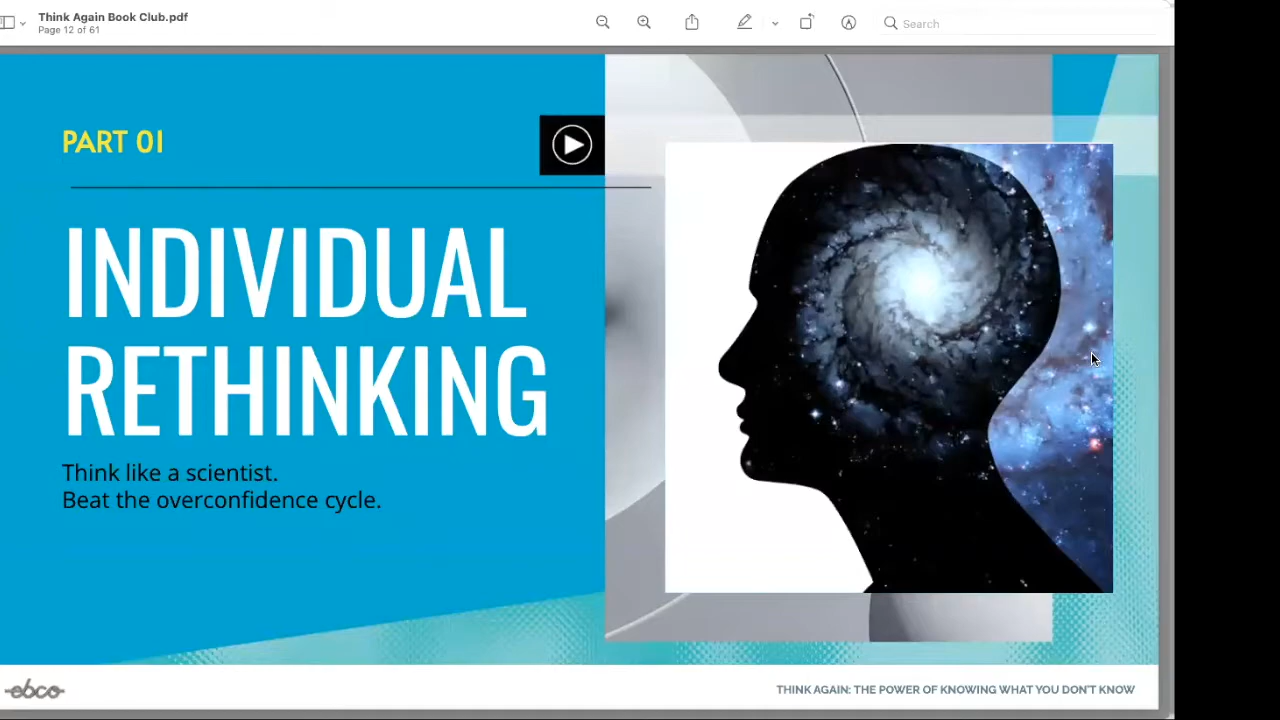 Think Again Book Club.pdf
Page 12 of 61
Search
PART 01
INDIVIDUAL
RETHINKING
Think like a scientist.
Beat the overconfidence cycle.
ebco
THINK AGAIN: THE POWER OF KNOWING WHAT YOU DON'T KNOW